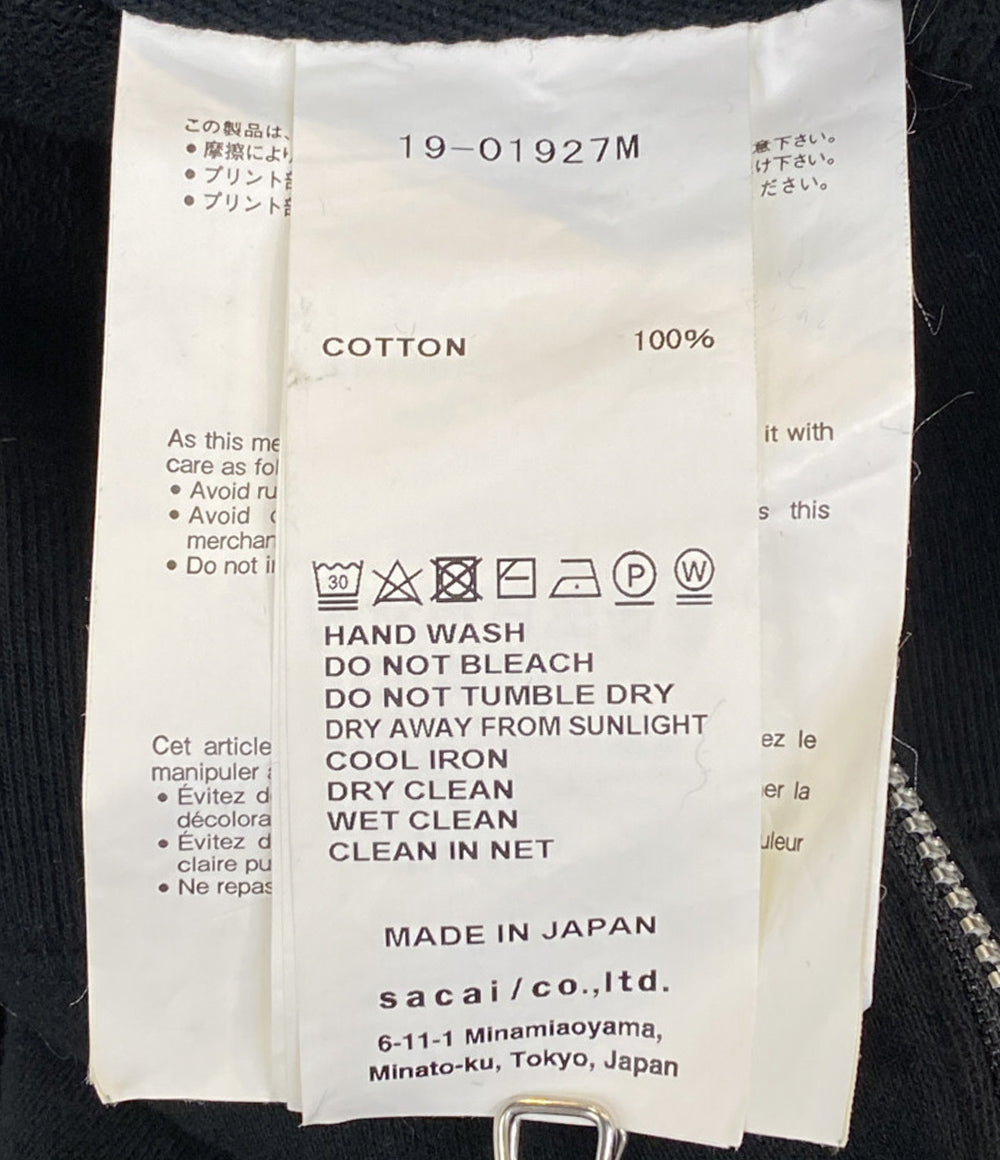 19-01927M
COTTON 100%
30
P
W
HAND WASH
DO NOT BLEACH
DO NOT TUMBLE DRY
DRY AWAY FROM SUNLIGHT
COOL IRON
DRY CLEAN
WET CLEAN
CLEAN IN NET
MADE IN JAPAN
sacai/co.,ltd.
6-11-1 Minamiaoyama,
Minato-ku, Tokyo, Japan
この製品は、
• 摩擦によ
• プリント
• プリント
As this me
care as fol
• Avoid ru
• Avoid
merchan
• Do not
Cet article
manipuler
• Évitez d
décolora
• Évitez d
claire pu
• Ne repas
意下さい。
け下さい。
ださい。
it with
s this
ez le
er la
uleur